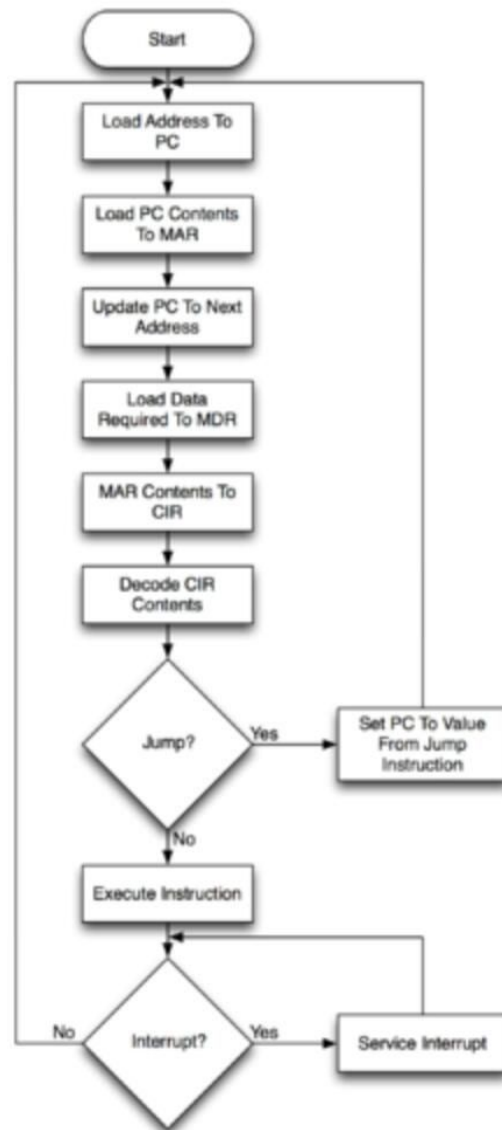 Start
Load Address To
PC
Load PC Contents
To MAR
Update PC To Next
Address
Load Data
Required To MDR
MAR Contents To
CIR
Decode CIR
Contents
Jump?
Yes
Set PC To Value
From Jump
Instruction
No
Execute Instruction
No
Interrupt?
Yes
Service Interrupt